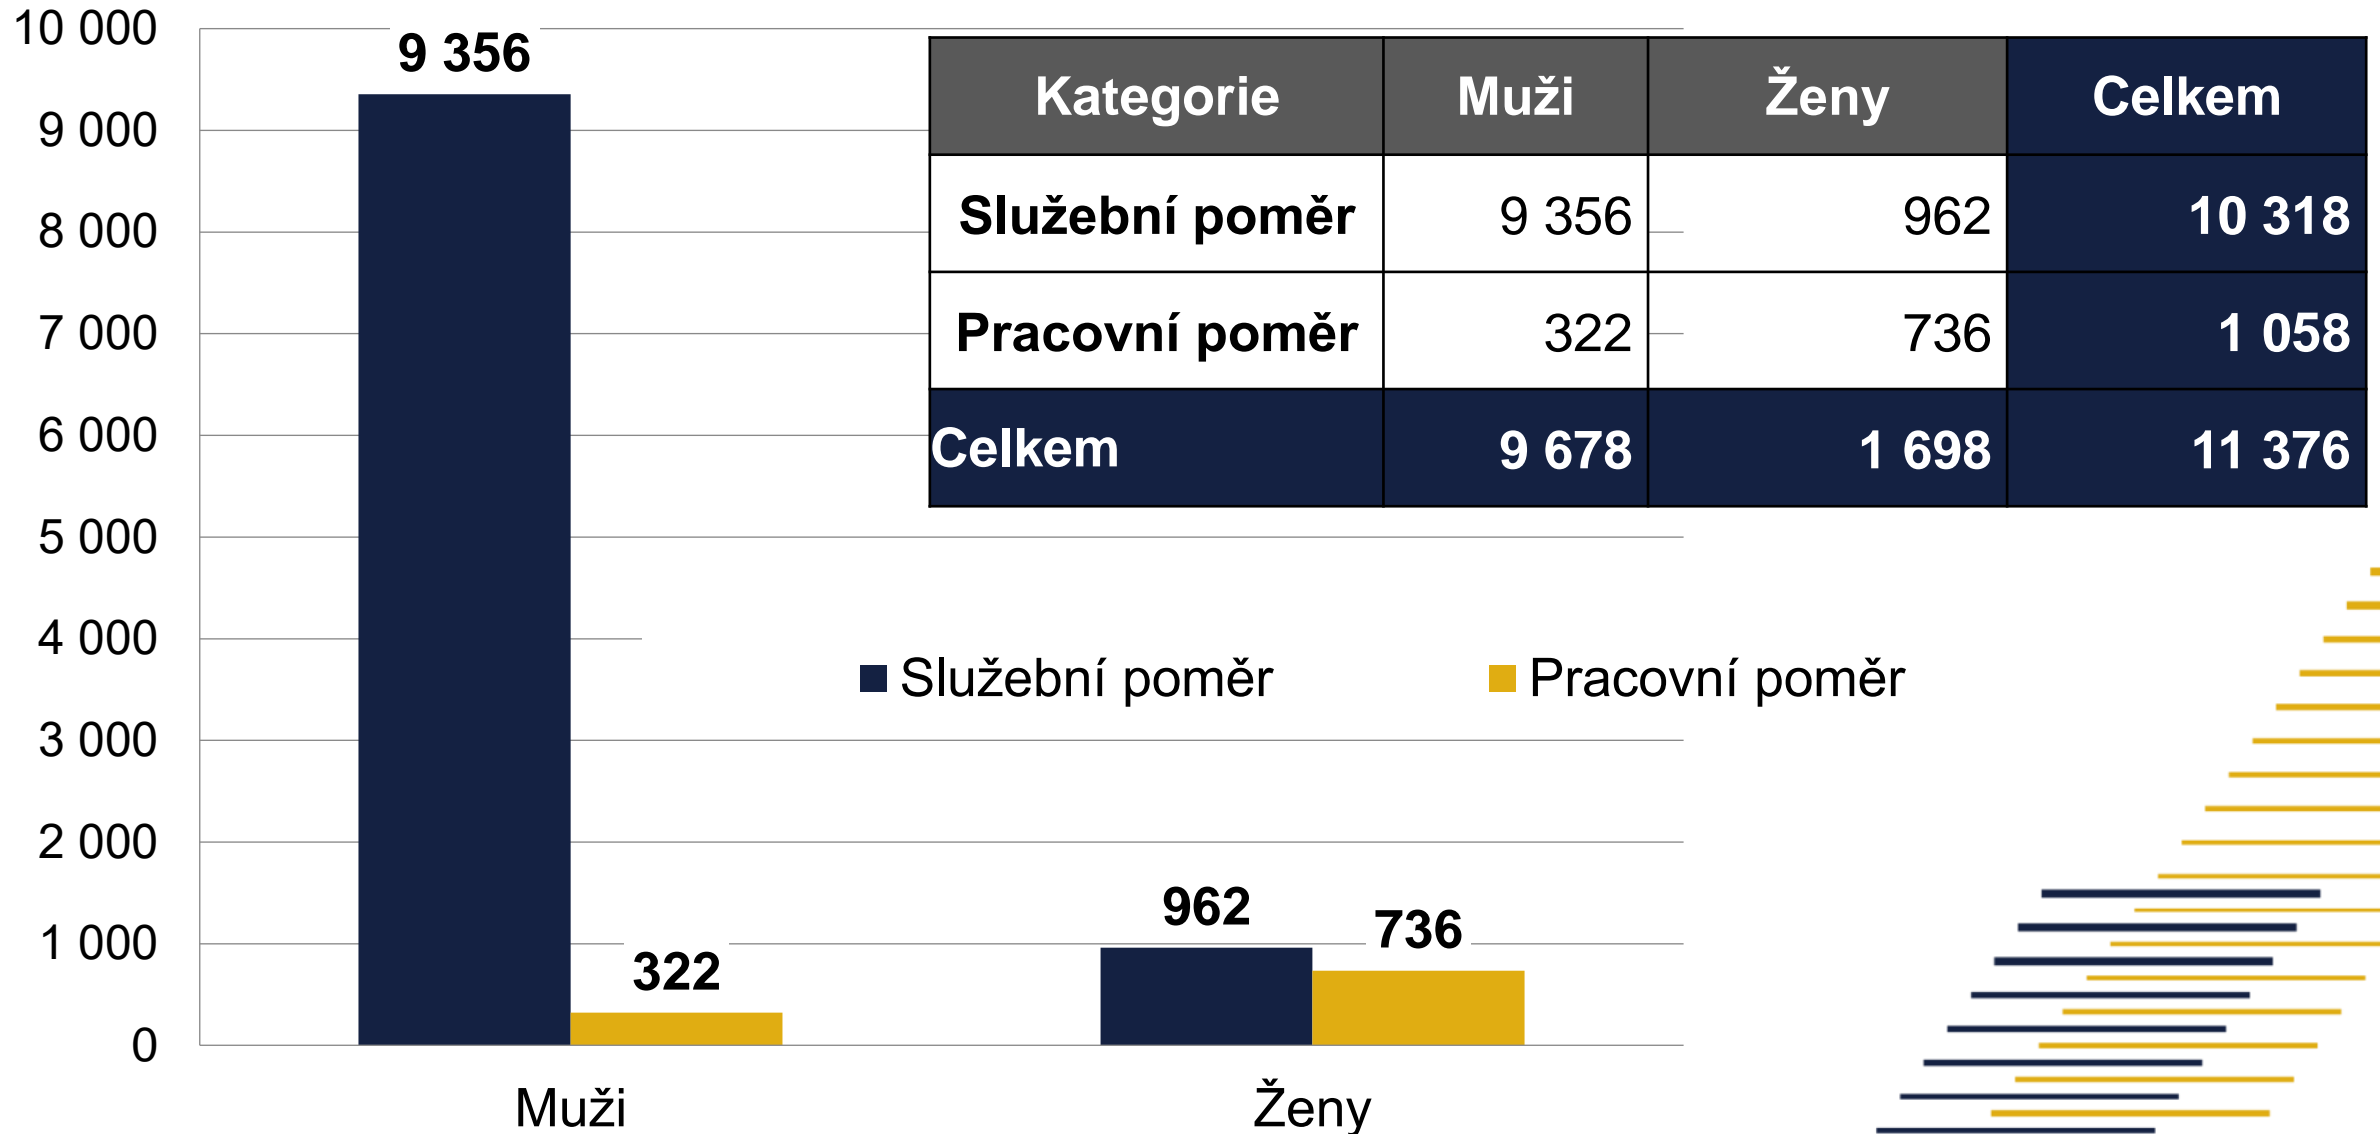 10 000
9 000
8 000
7 000
6 000
5 000
4 000
3 000
2 000
1 000
0
9 356
322
962
736
Muži
Ženy
Kategorie Muži Ženy Celkem
Služební poměr 9 356 962 10 318
Pracovní poměr 322 736 1 058
Celkem 9 678 1 698 11 376
Služební poměr Pracovní poměr